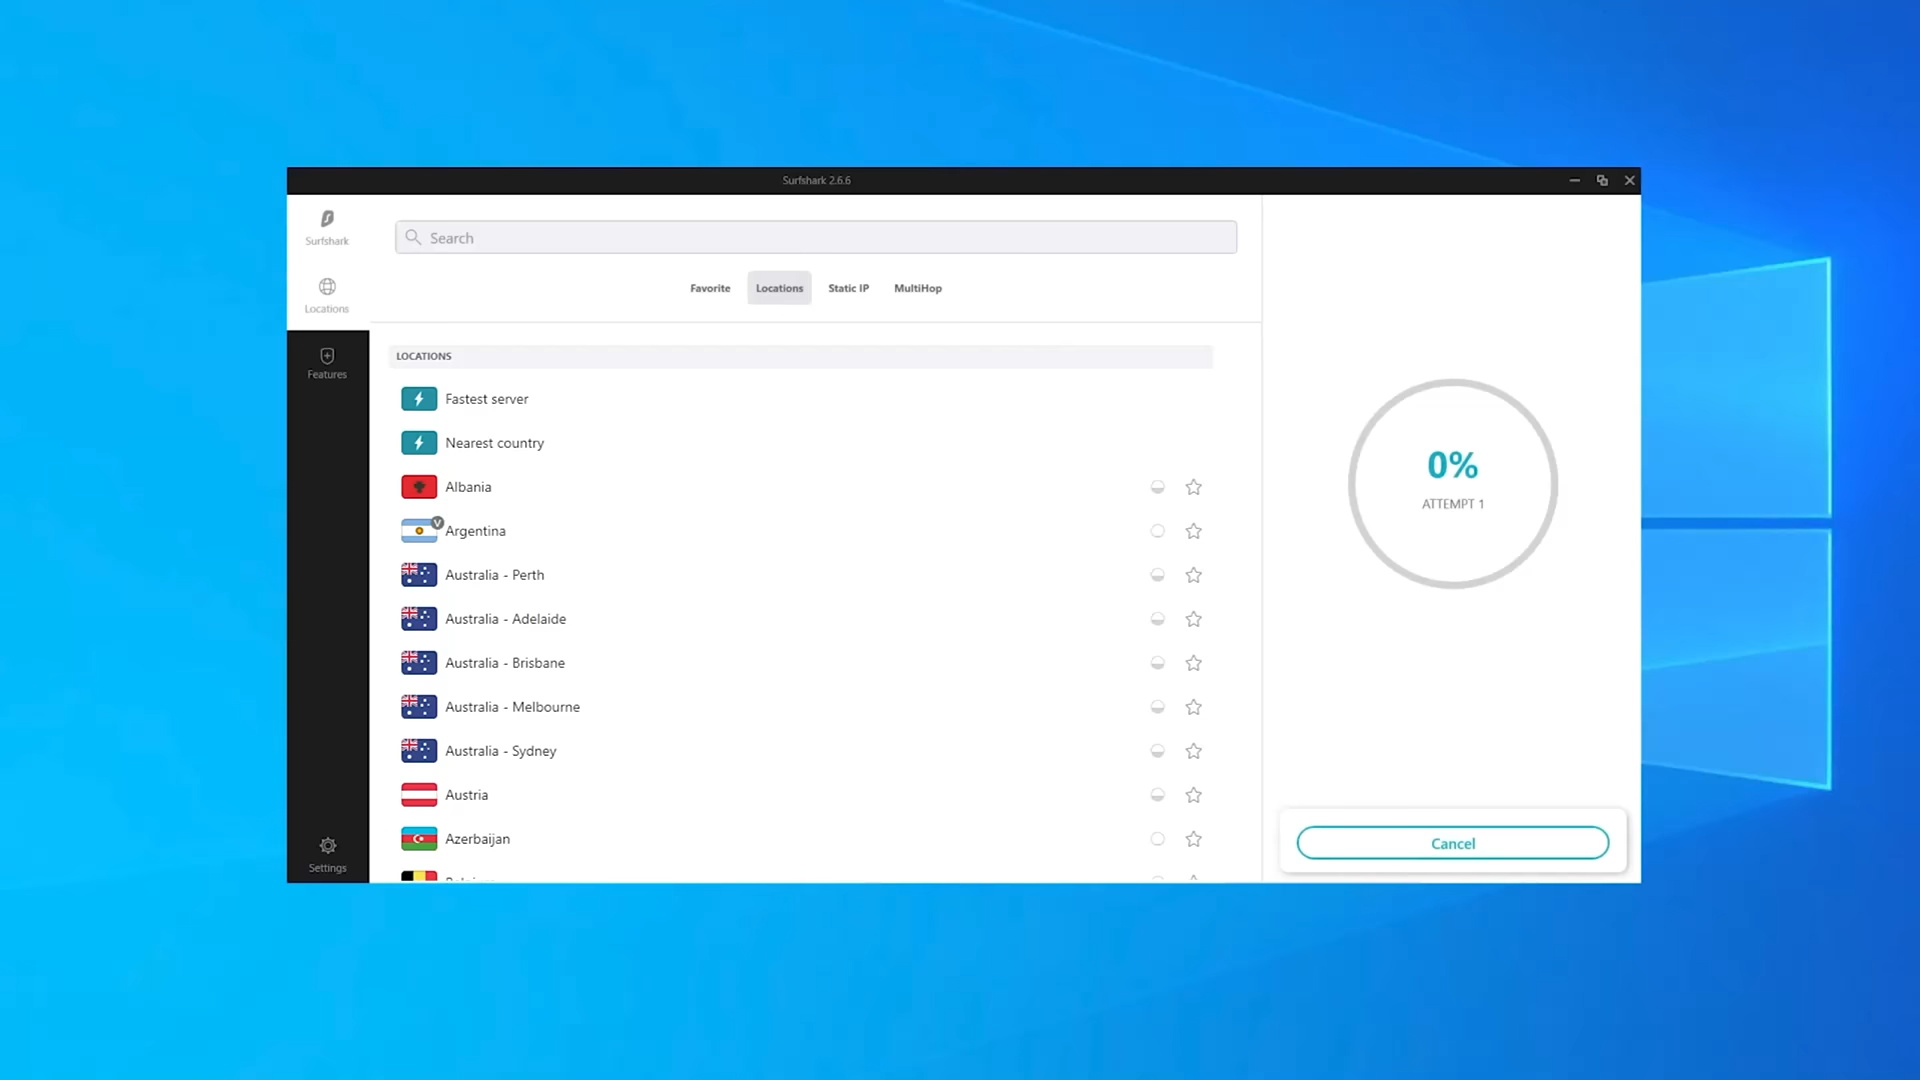 Surfshark 2.6.6
Surfshark
Locations
Features
Settings
Search
Favorite
Locations
Static IP
MultiHop
LOCATIONS
Fastest server
Nearest country
Albania
V
Argentina
Australia - Perth
Australia - Adelaide
Australia - Brisbane
Australia - Melbourne
Australia - Sydney
Austria
Azerbaijan
0%
ATTEMPT 1
Cancel